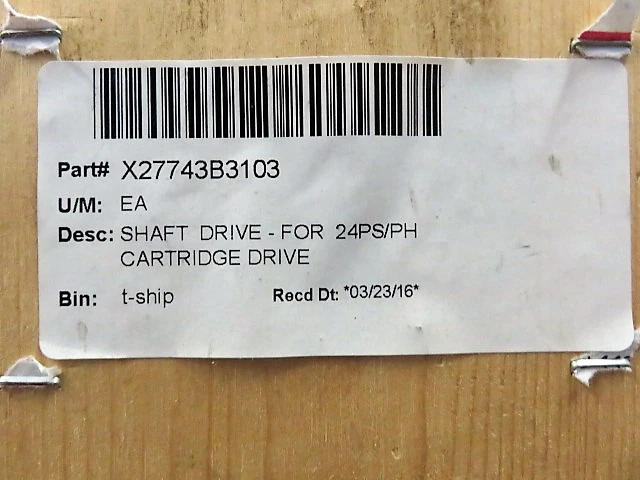 Part# X27743B3103
U/M: EA
Desc: SHAFT DRIVE - FOR 24PS/PH
CARTRIDGE DRIVE
Bin: t-ship Recd Dt: *03/23/16*